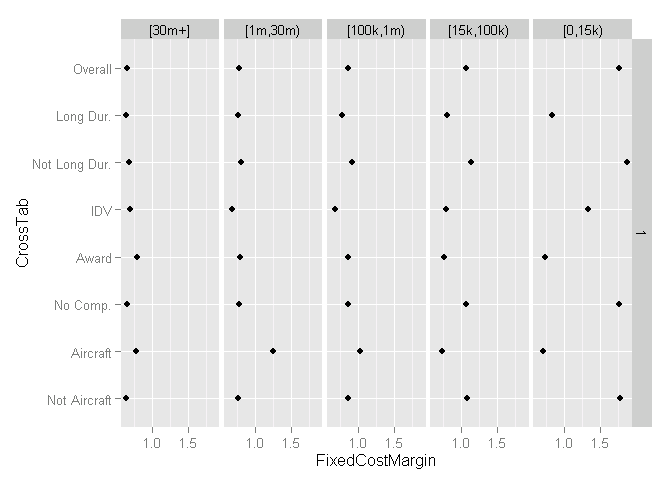 [30m+] [1m,30m) [100k,1m) [15k,100k) [0,15k)
Overall
Long Dur.
Not Long Dur.
IDV
Award
No Comp.
Aircraft
Not Aircraft
CrossTab
1
1.0 1.5 1.0 1.5 1.0 1.5 1.0 1.5 1.0 1.5
FixedCostMargin